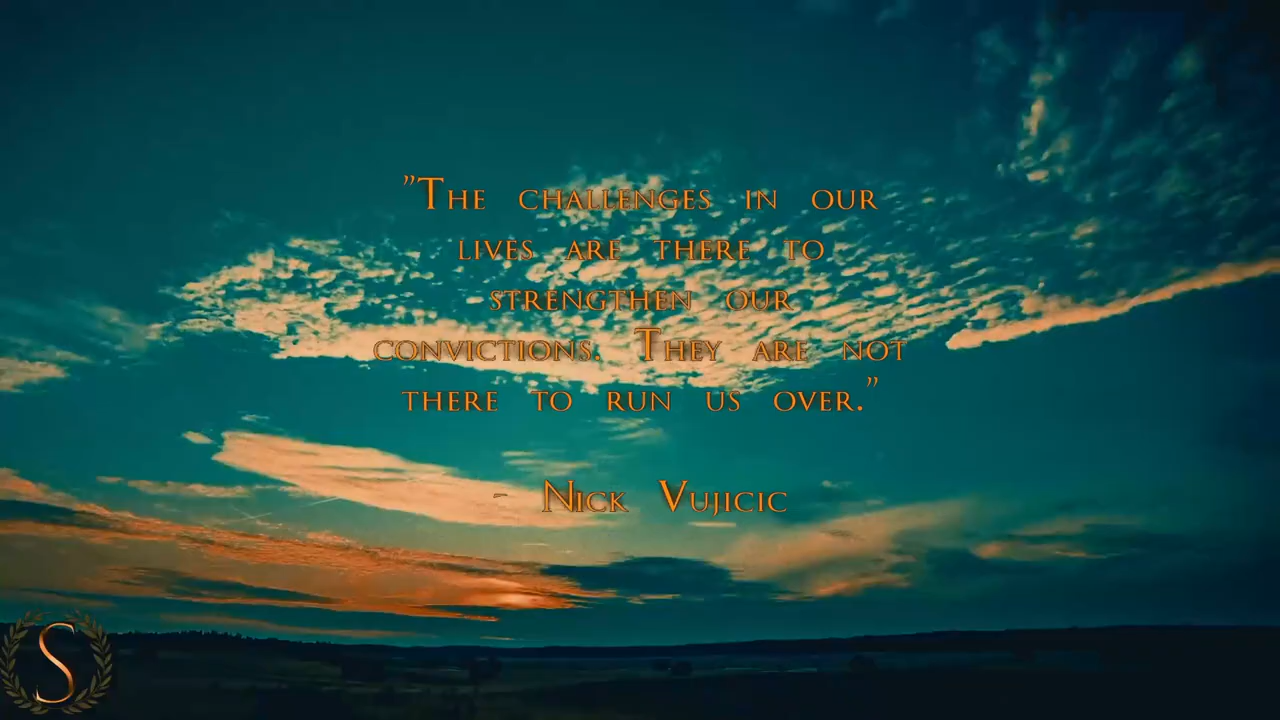 "The challenges in our
lives are there to
strengthen our
convictions. They are not
there to run us over."
- Nick Vujicic
S